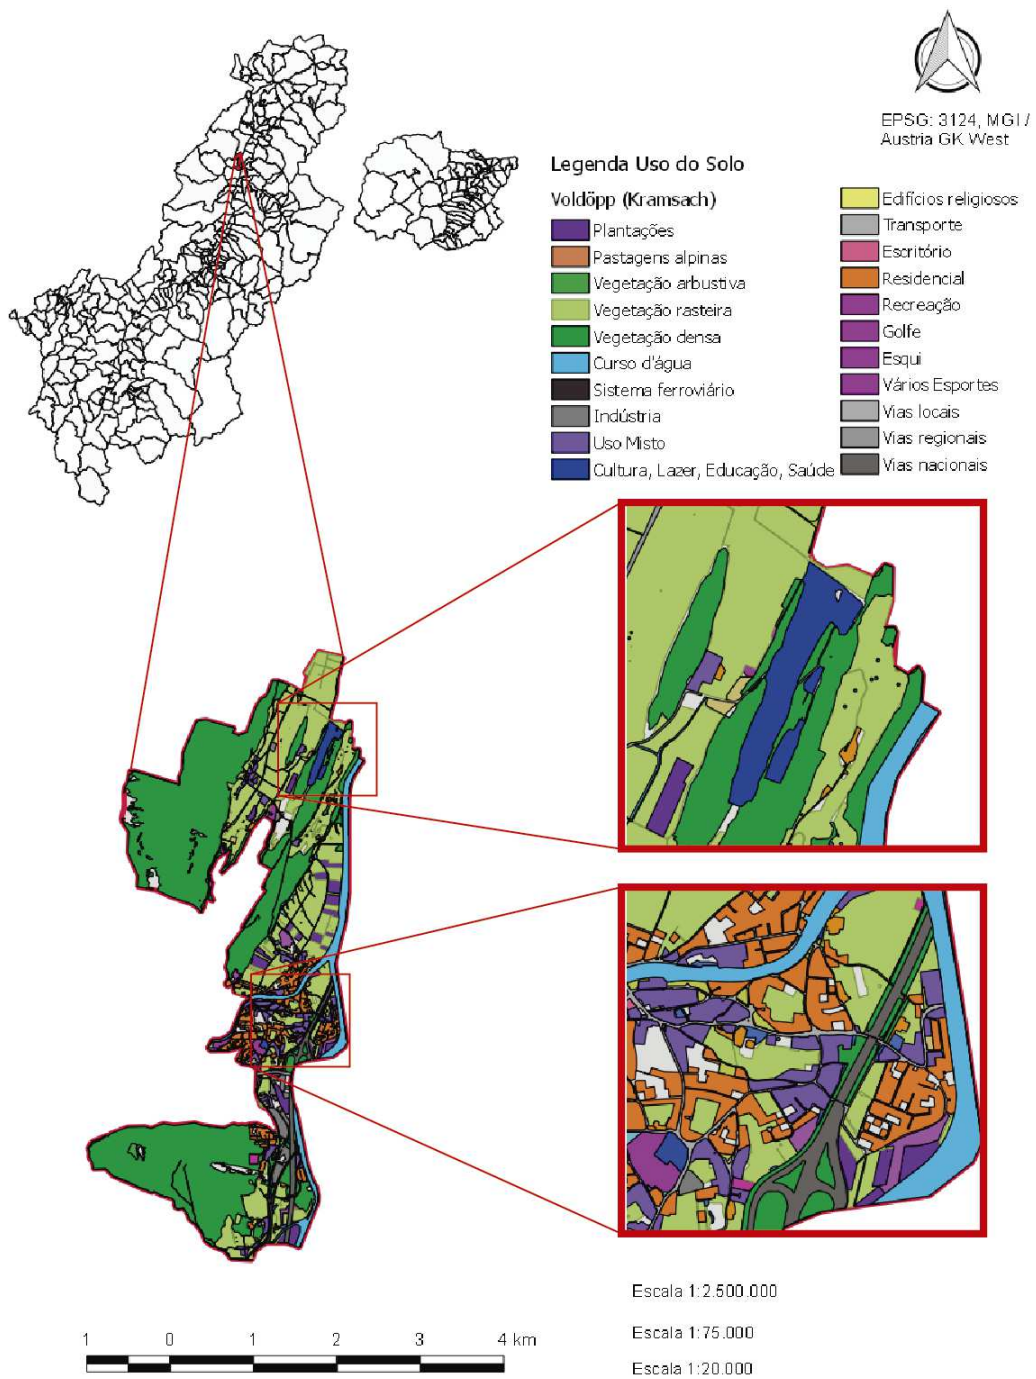 EPSG: 3124, MGI /
Austria GK West
Legenda Uso do Solo
Voldöpp (Kramsach)
Plantações
Pastagens alpinas
Vegetação arbustiva
Vegetação rasteira
Vegetação densa
Curso d'água
Sistema ferroviário
Indústria
Uso Misto
Cultura, Lazer, Educação, Saúde
Edifícios religiosos
Transporte
Escritório
Residencial
Recreação
Golfe
Esqui
Vários Esportes
Vias locais
Vias regionais
Vias nacionais
Escala 1:2.500.000
Escala 1:75.000
Escala 1:20.000
1 0 1 2 3 4 km